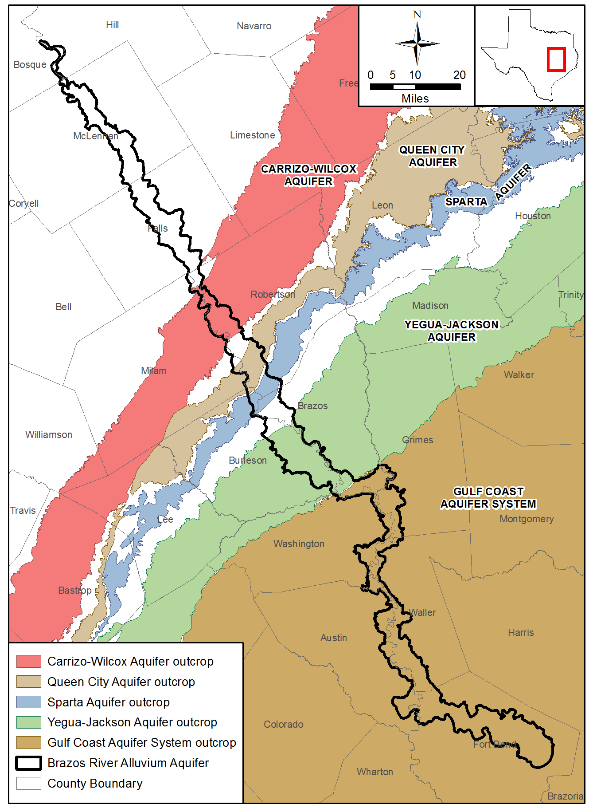 Hill
Navarro
N
0 5 10 20
Miles
Bosque
Free
McLennan
Limestone
QUEEN CITY
AQUIFER
CARRIZO-WILCOX
AQUIFER
SPARTA
AQUIFER
Coryell
Leon
Houston
Falls
Bell
Robertson
Madison
Trinity
YEGUA-JACKSON
AQUIFER
Milam
Walker
Brazos
Williamson
Grimes
Burleson
GULF COAST
AQUIFER SYSTEM
Travis
Lee
Montgomery
Washington
Bastrop
Waller
Austin
Harris
Carrizo-Wilcox Aquifer outcrop
Queen City Aquifer outcrop
Sparta Aquifer outcrop
Yegua-Jackson Aquifer outcrop
Gulf Coast Aquifer System outcrop
Brazos River Alluvium Aquifer
County Boundary
Colorado
Fort Bend
Wharton
Brazoria